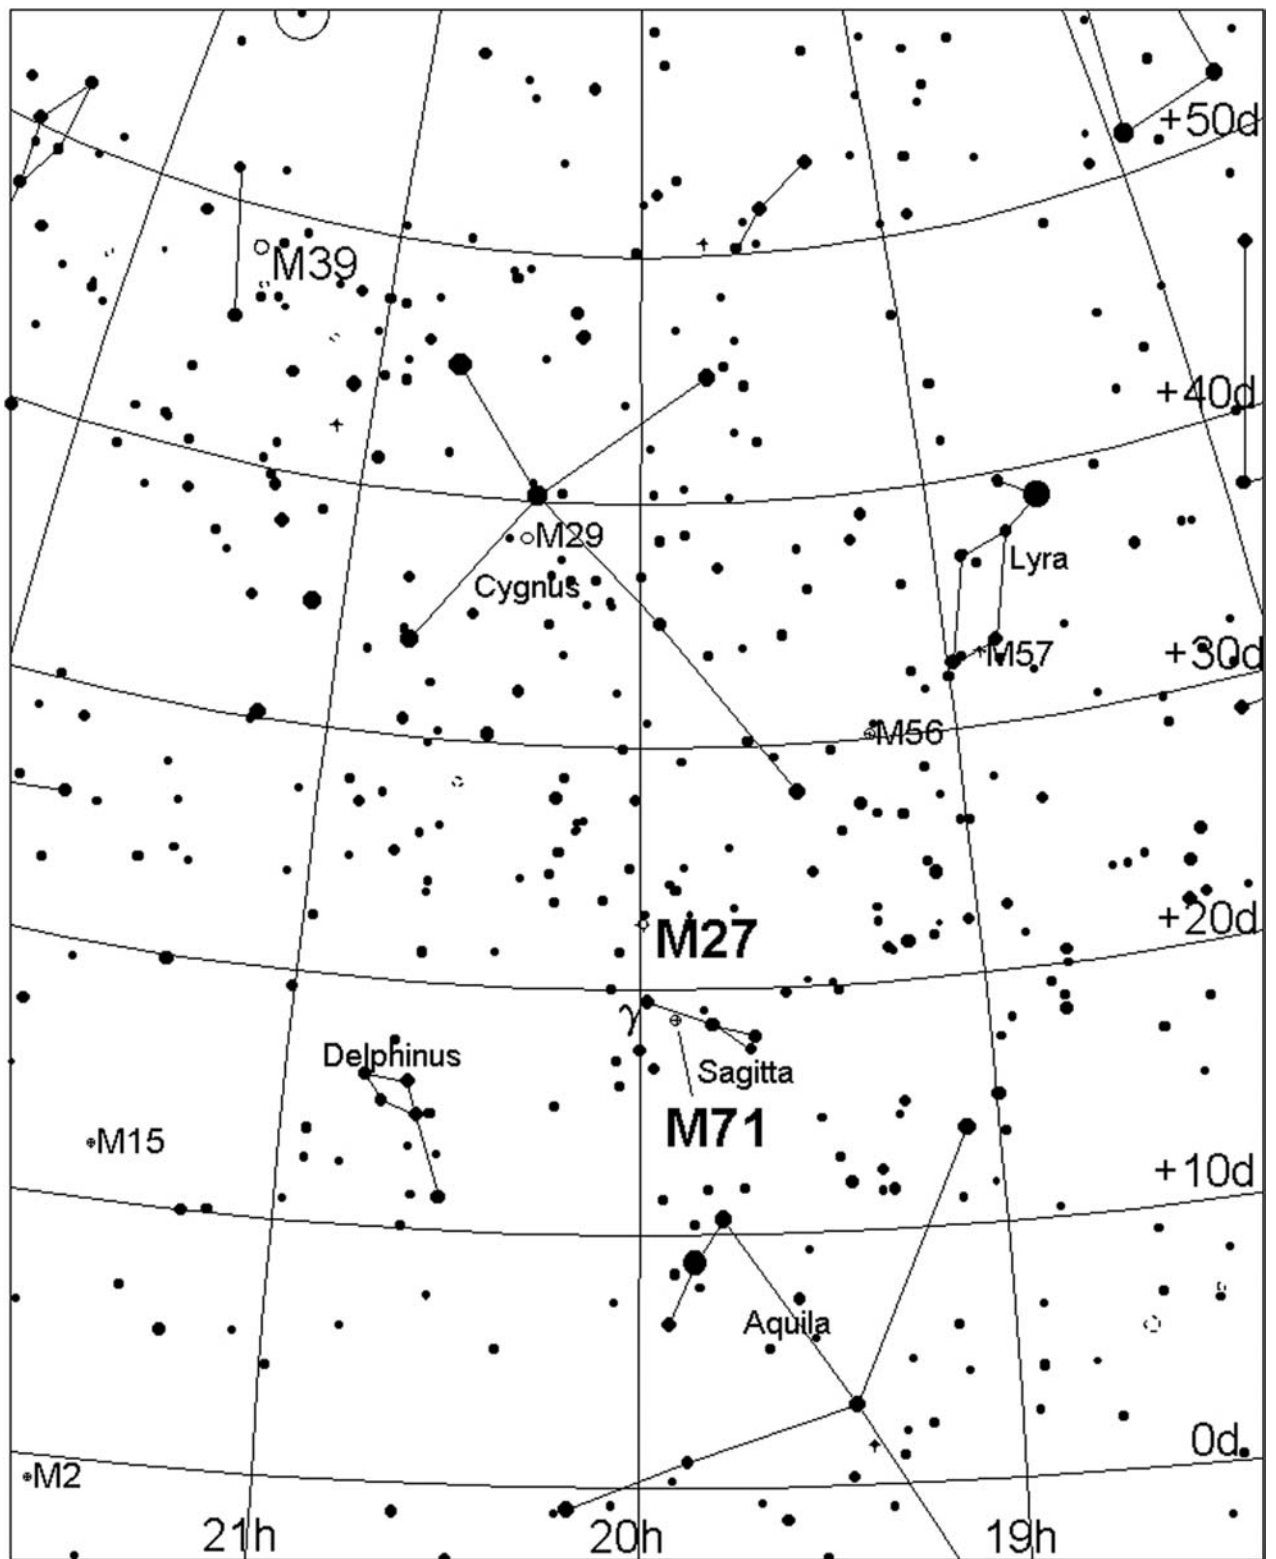 +50d
M39
+40d
M29
Lyra
Cygnus
M57
+30d
M56
+20d
M27
γ
Delphinus
Sagitta
M71
M15
+10d
Aquila
0d
M2
21h
20h
19h